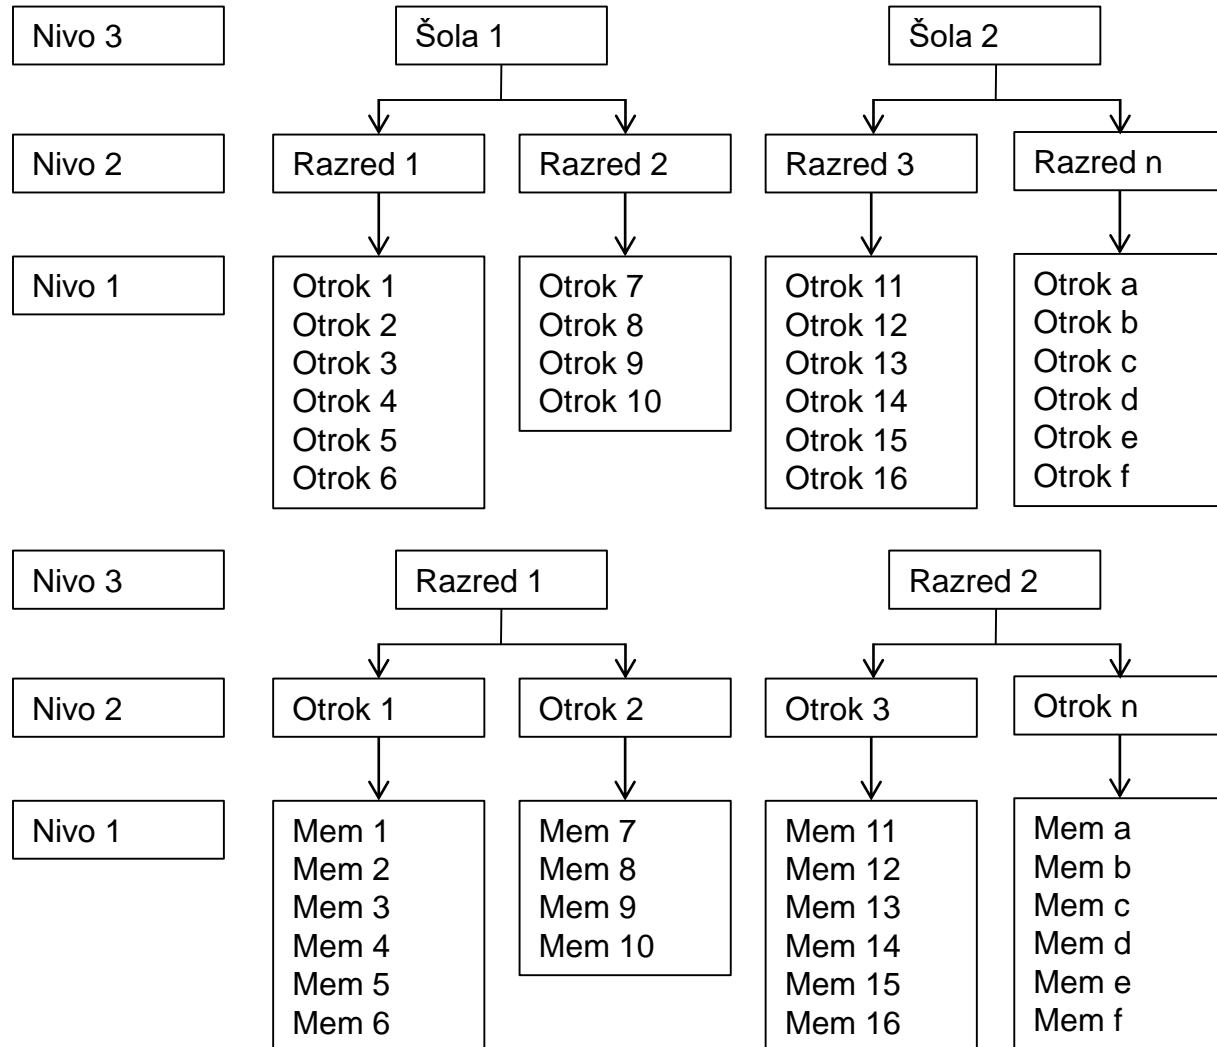 Nivo 3
Šola 1
Šola 2
Nivo 2
Razred 1
Razred 2
Razred 3
Razred n
Nivo 1
Otrok 1
Otrok 2
Otrok 3
Otrok 4
Otrok 5
Otrok 6
Otrok 7
Otrok 8
Otrok 9
Otrok 10
Otrok 11
Otrok 12
Otrok 13
Otrok 14
Otrok 15
Otrok 16
Otrok a
Otrok b
Otrok c
Otrok d
Otrok e
Otrok f
Nivo 3
Razred 1
Razred 2
Nivo 2
Otrok 1
Otrok 2
Otrok 3
Otrok n
Nivo 1
Mem 1
Mem 2
Mem 3
Mem 4
Mem 5
Mem 6
Mem 7
Mem 8
Mem 9
Mem 10
Mem 11
Mem 12
Mem 13
Mem 14
Mem 15
Mem 16
Mem a
Mem b
Mem c
Mem d
Mem e
Mem f